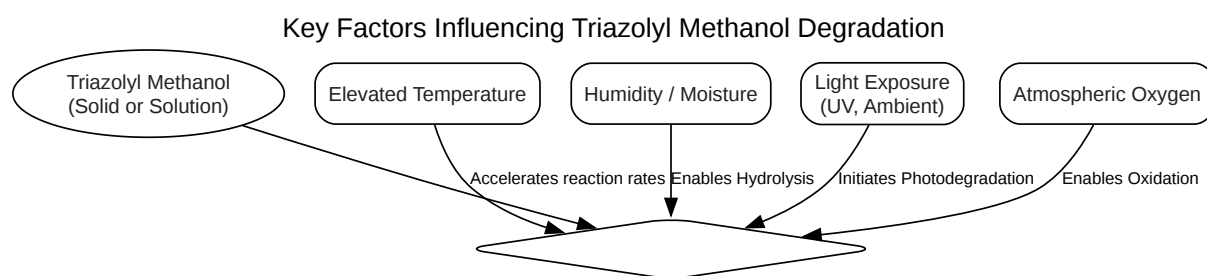 Key Factors Influencing Triazolyl Methanol Degradation
Triazolyl Methanol
(Solid or Solution)
Elevated Temperature
Humidity / Moisture
Light Exposure
(UV, Ambient)
Atmospheric Oxygen
Accelerates reaction rates
Enables Hydrolysis
Initiates Photodegradation
Enables Oxidation